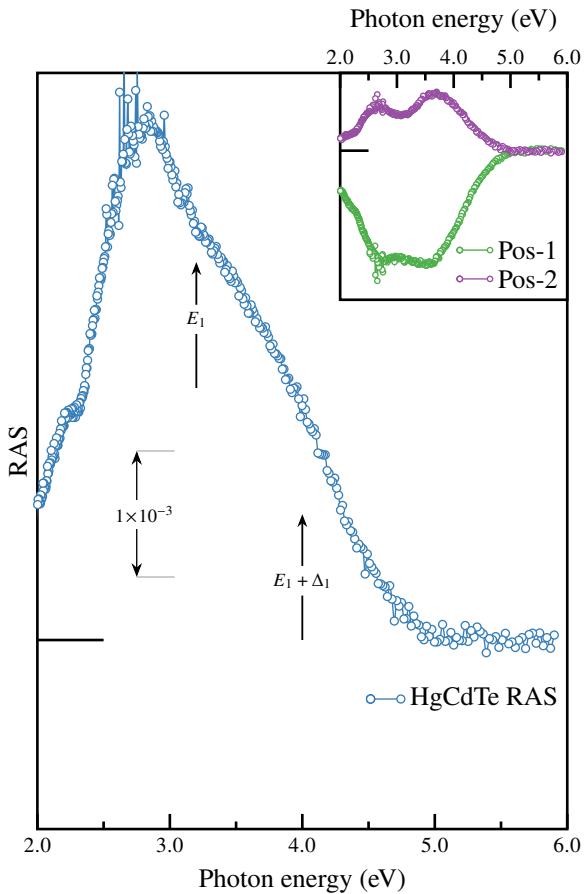 Photon energy (eV)
2.0 3.0 4.0 5.0 6.0
Pos-1
Pos-2
E₁
RAS
1×10⁻³
E₁ + Δ₁
HgCdTe RAS
2.0 3.0 4.0 5.0 6.0
Photon energy (eV)